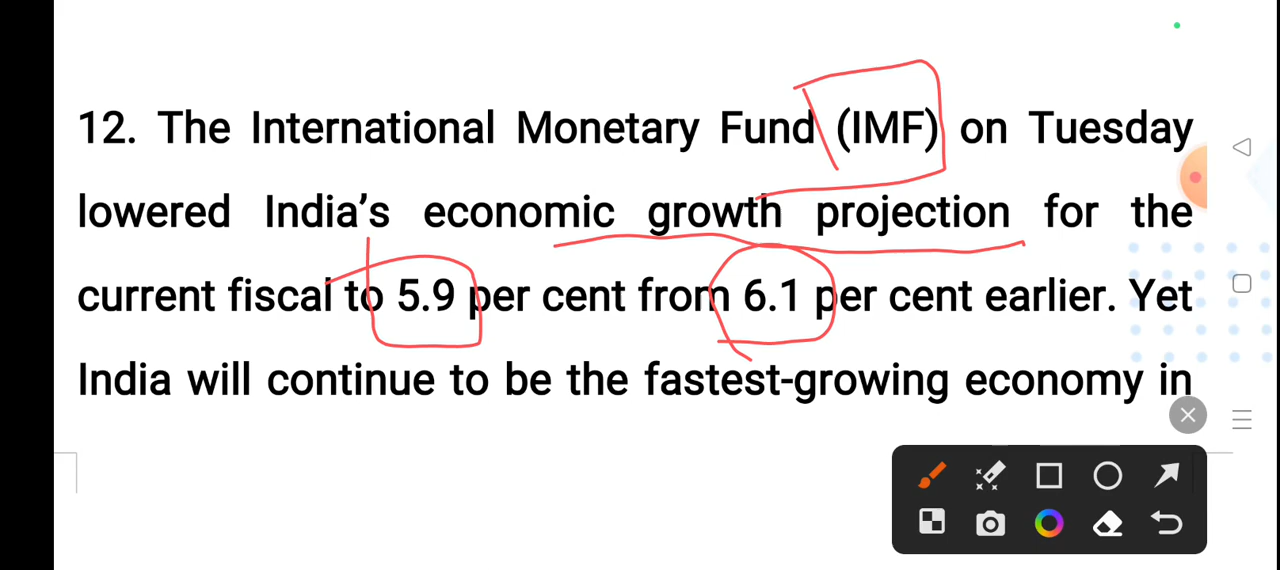 12. The International Monetary Fund (IMF) on Tuesday
lowered India’s economic growth projection for the
current fiscal to 5.9 per cent from 6.1 per cent earlier. Yet
India will continue to be the fastest-growing economy in